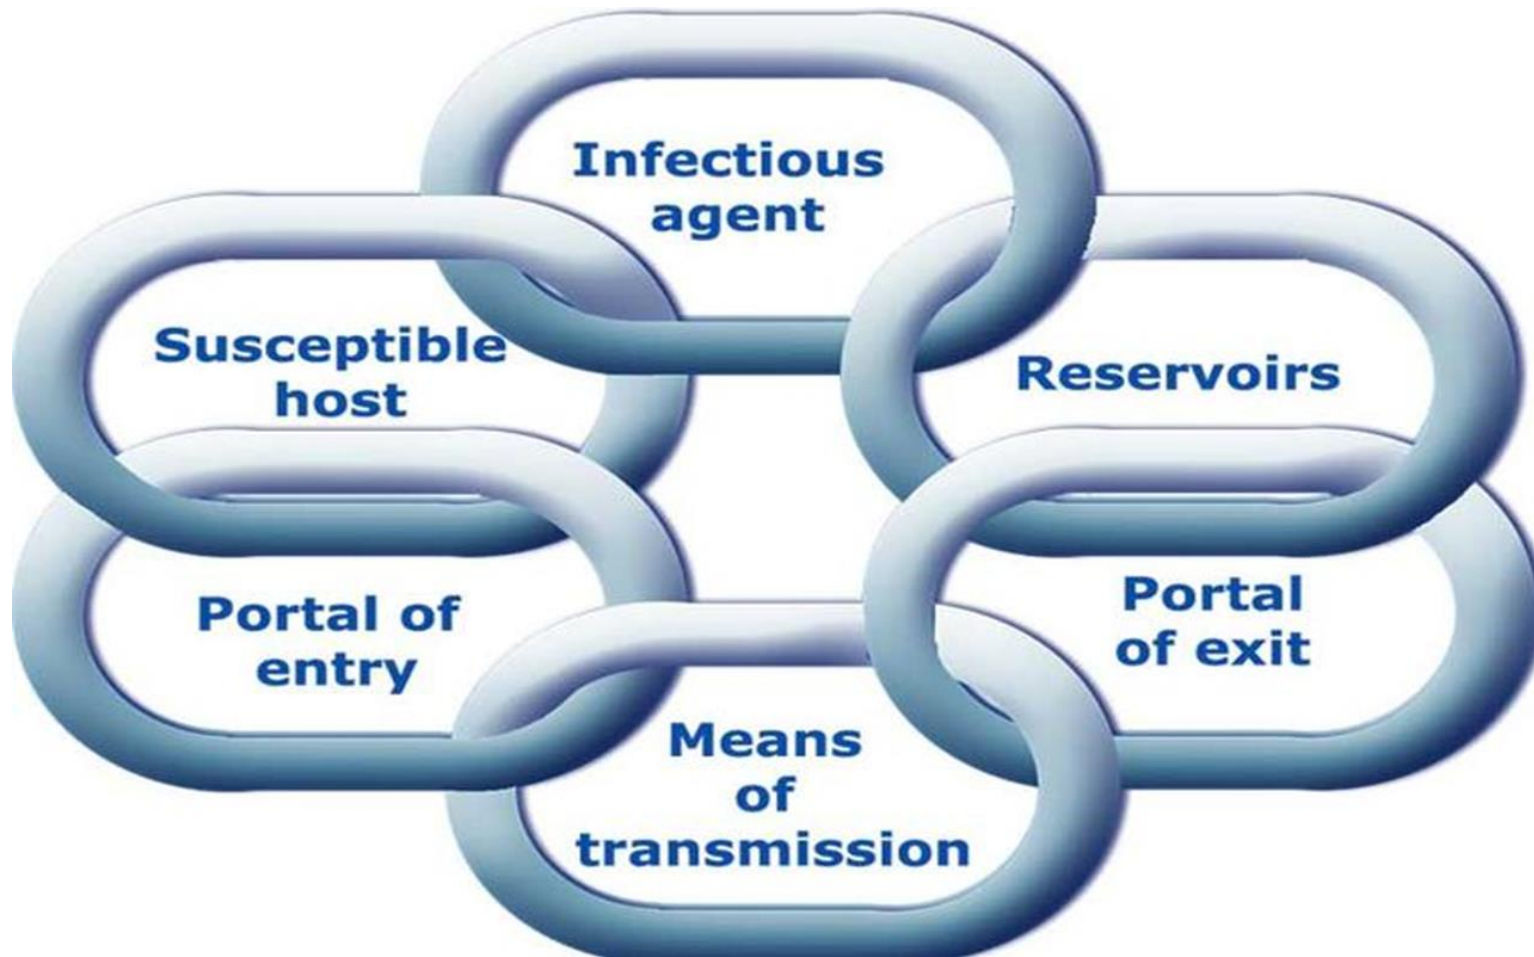 Infectious
agent
Susceptible
host
Reservoirs
Portal of
entry
Portal
of exit
Means
of
transmission